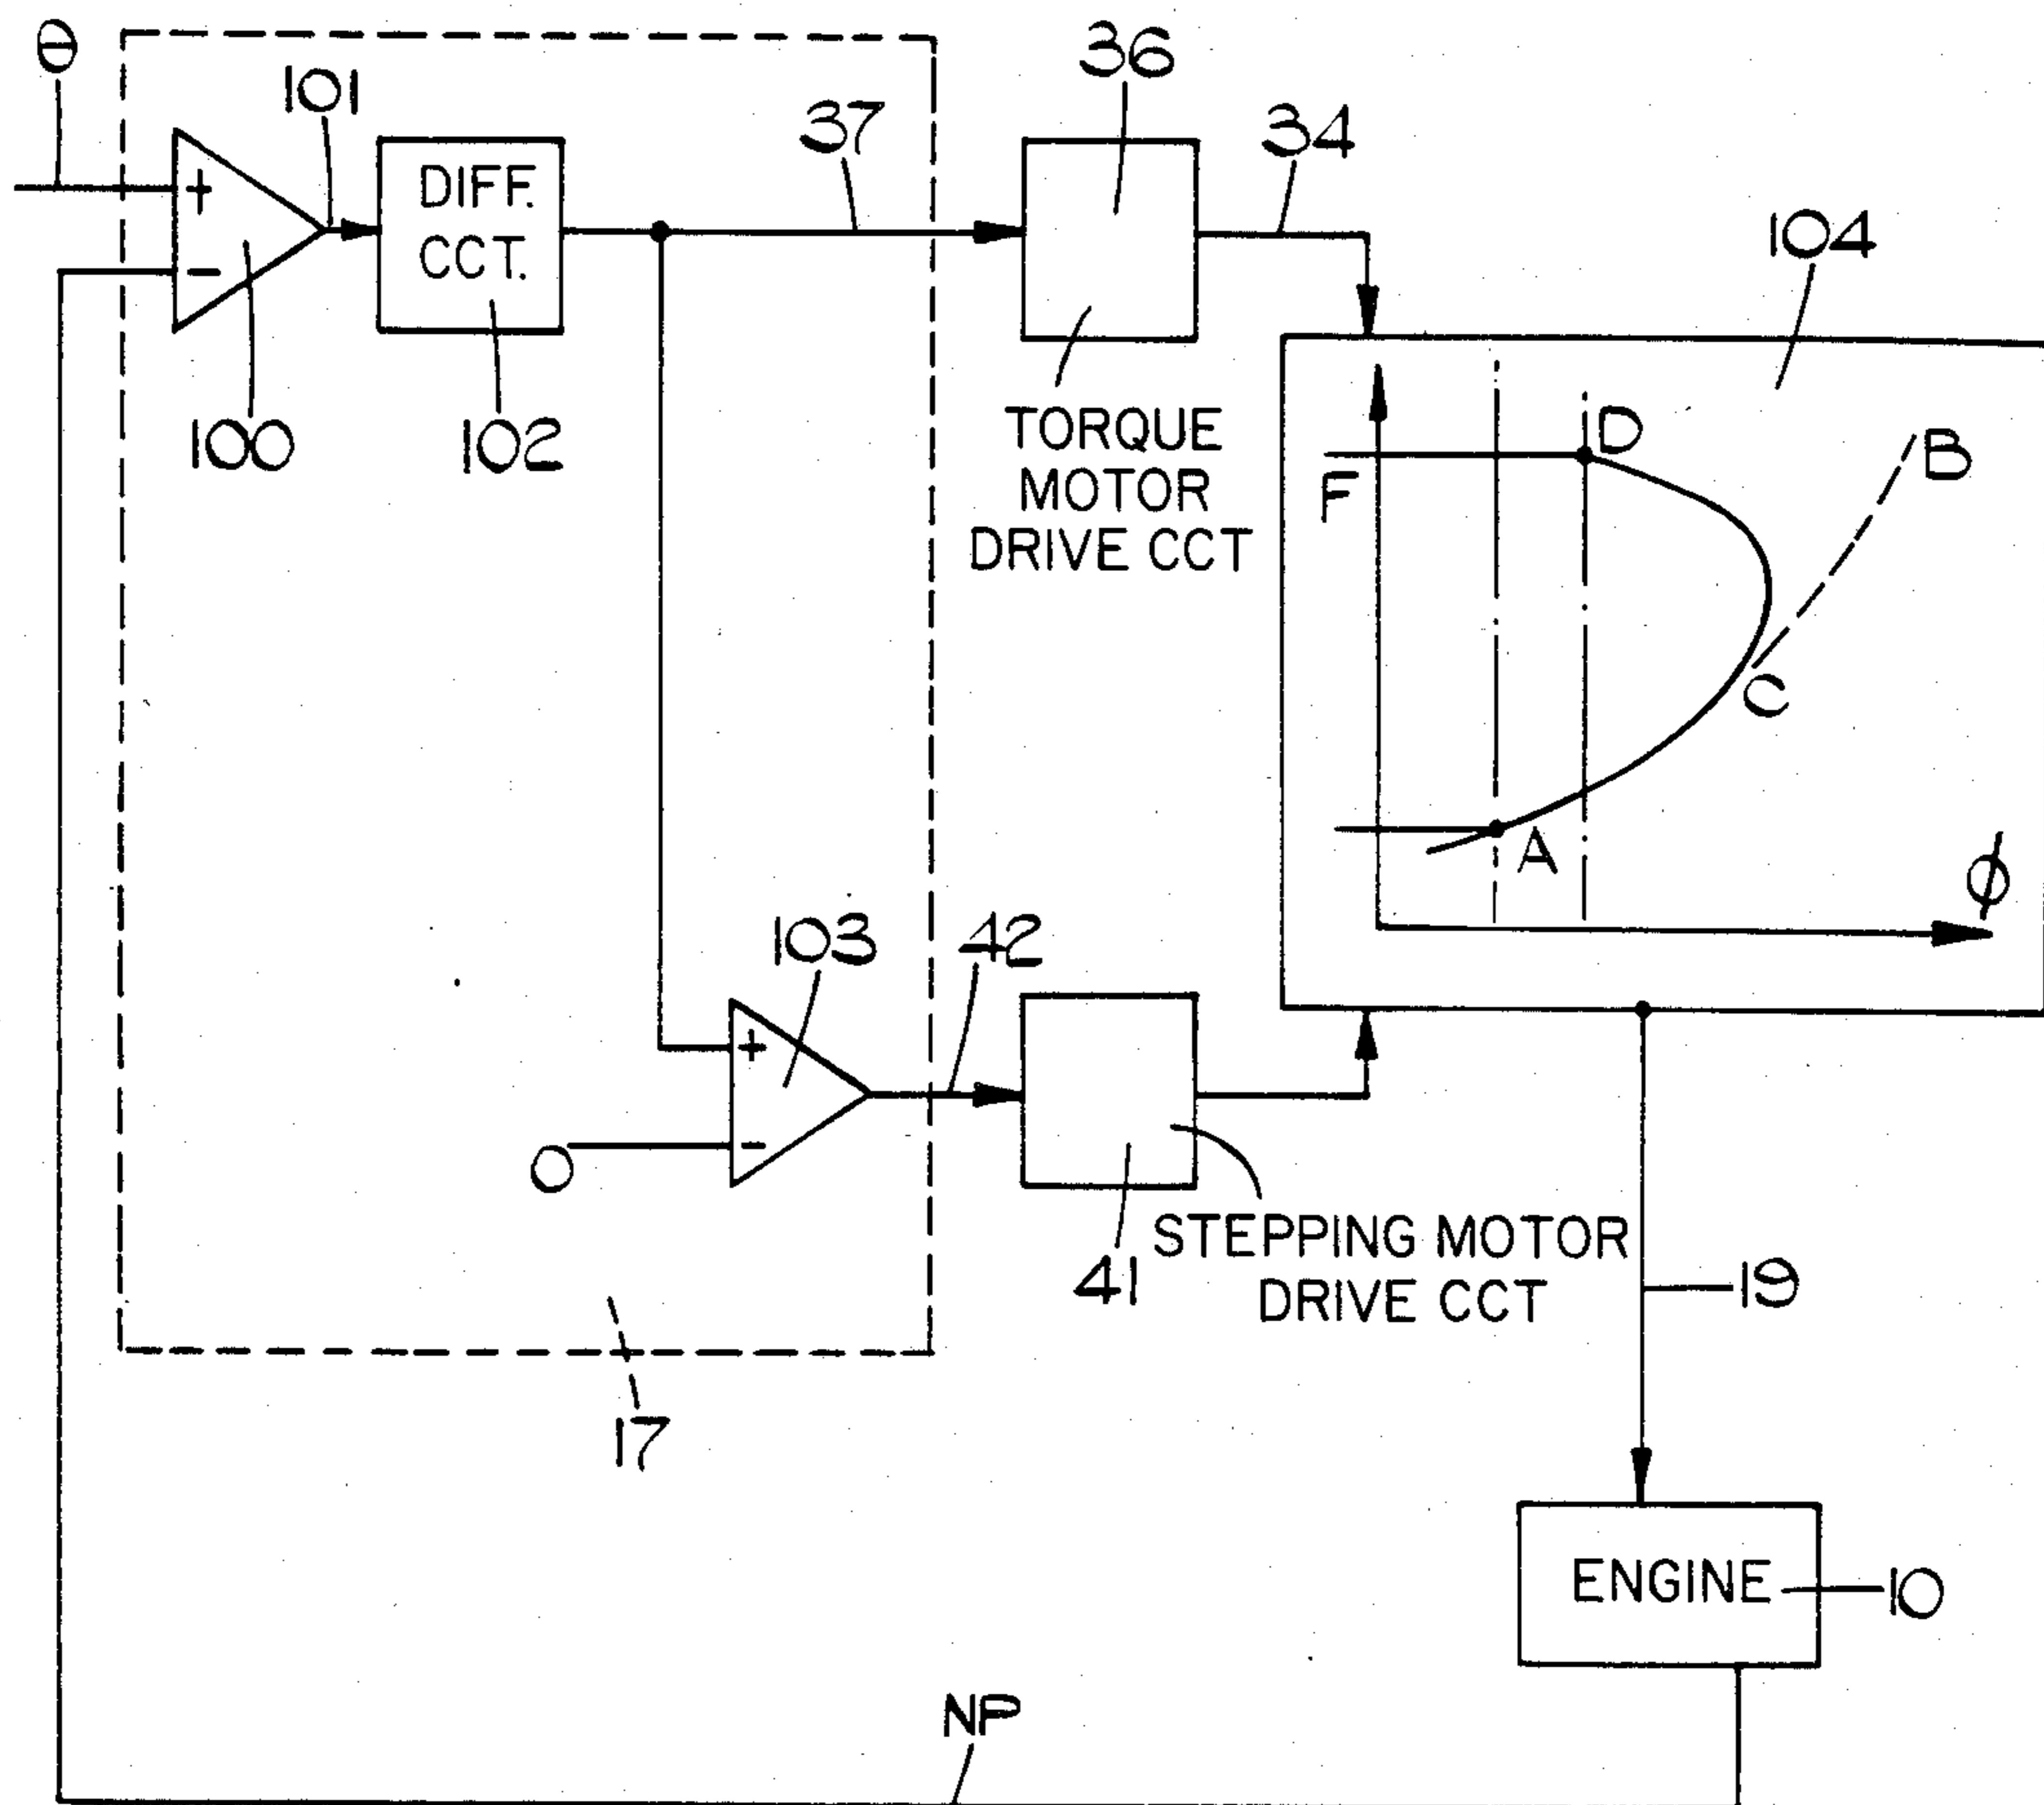 θ
36
101
37
34
+
DIFF.
CCT.
104
−
100
102
TORQUE
MOTOR
DRIVE CCT
D
B
F
C
A
ϕ
103
42
+
−
O
STEPPING MOTOR
DRIVE CCT
41
19
17
ENGINE
10
NP